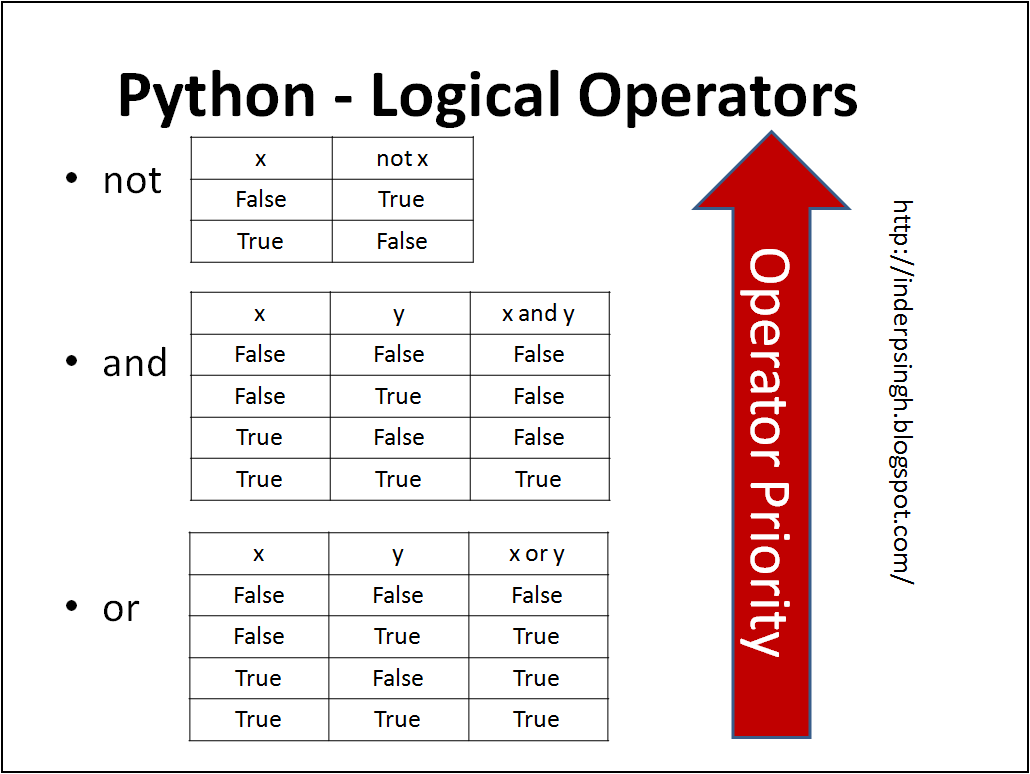 Python - Logical Operators
• not
x not x
False True
True False
• and
x y x and y
False False False
False True False
True False False
True True True
• or
x y x or y
False False False
False True True
True False True
True True True
Operator Priority
http://inderpsingh.blogspot.com/